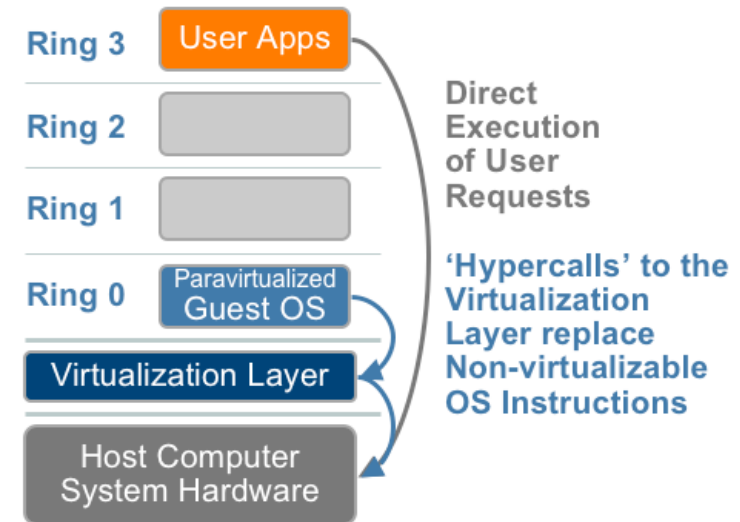 Ring 3
User Apps
Ring 2
Ring 1
Ring 0
Paravirtualized
Guest OS
Virtualization Layer
Host Computer
System Hardware
Direct
Execution
of User
Requests
‘Hypercalls’ to the
Virtualization
Layer replace
Non-virtualizable
OS Instructions